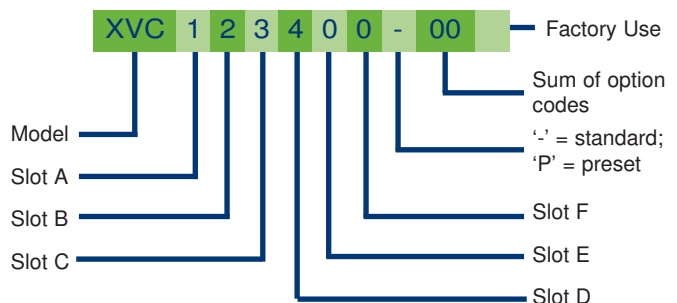 XVC 1 2 3 4 0 0 - 00
Factory Use
Sum of option
codes
‘-’ = standard;
‘P’ = preset
Model
Slot A
Slot B
Slot C
Slot F
Slot E
Slot D